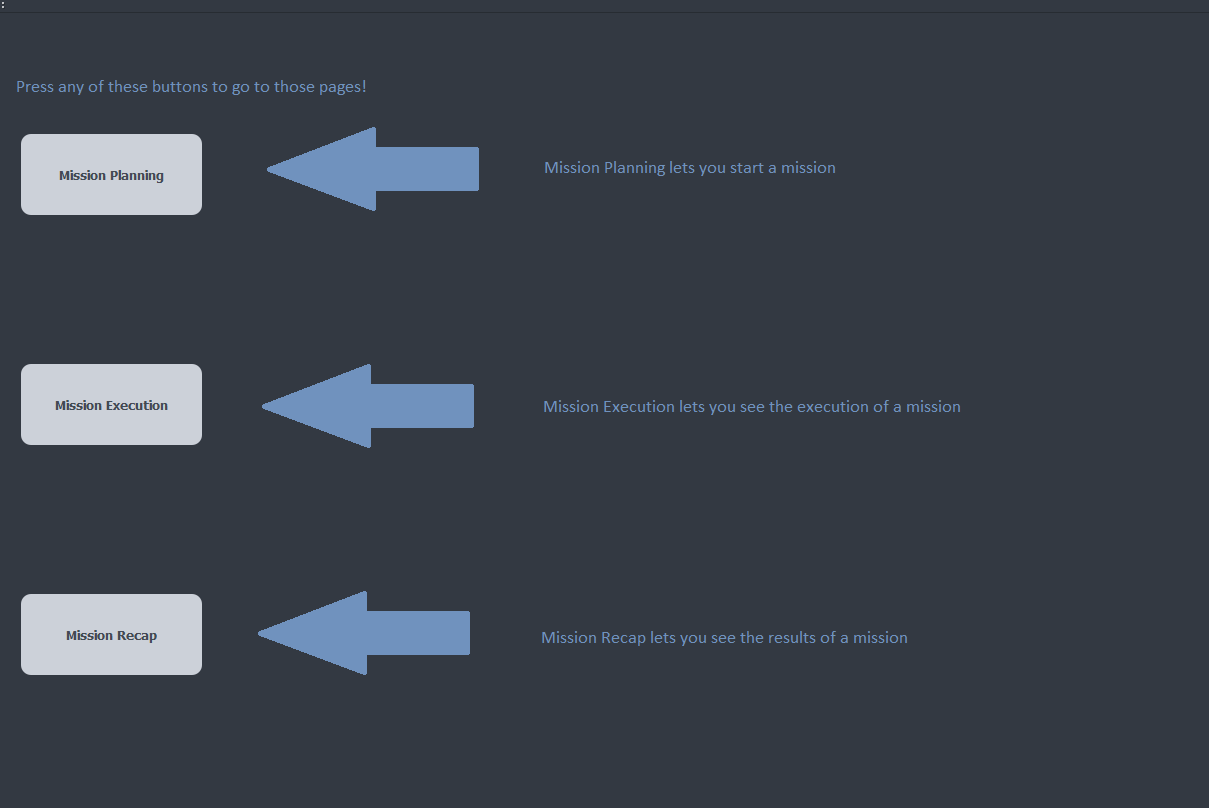 Press any of these buttons to go to those pages!
Mission Planning
Mission Planning lets you start a mission
Mission Execution
Mission Execution lets you see the execution of a mission
Mission Recap
Mission Recap lets you see the results of a mission